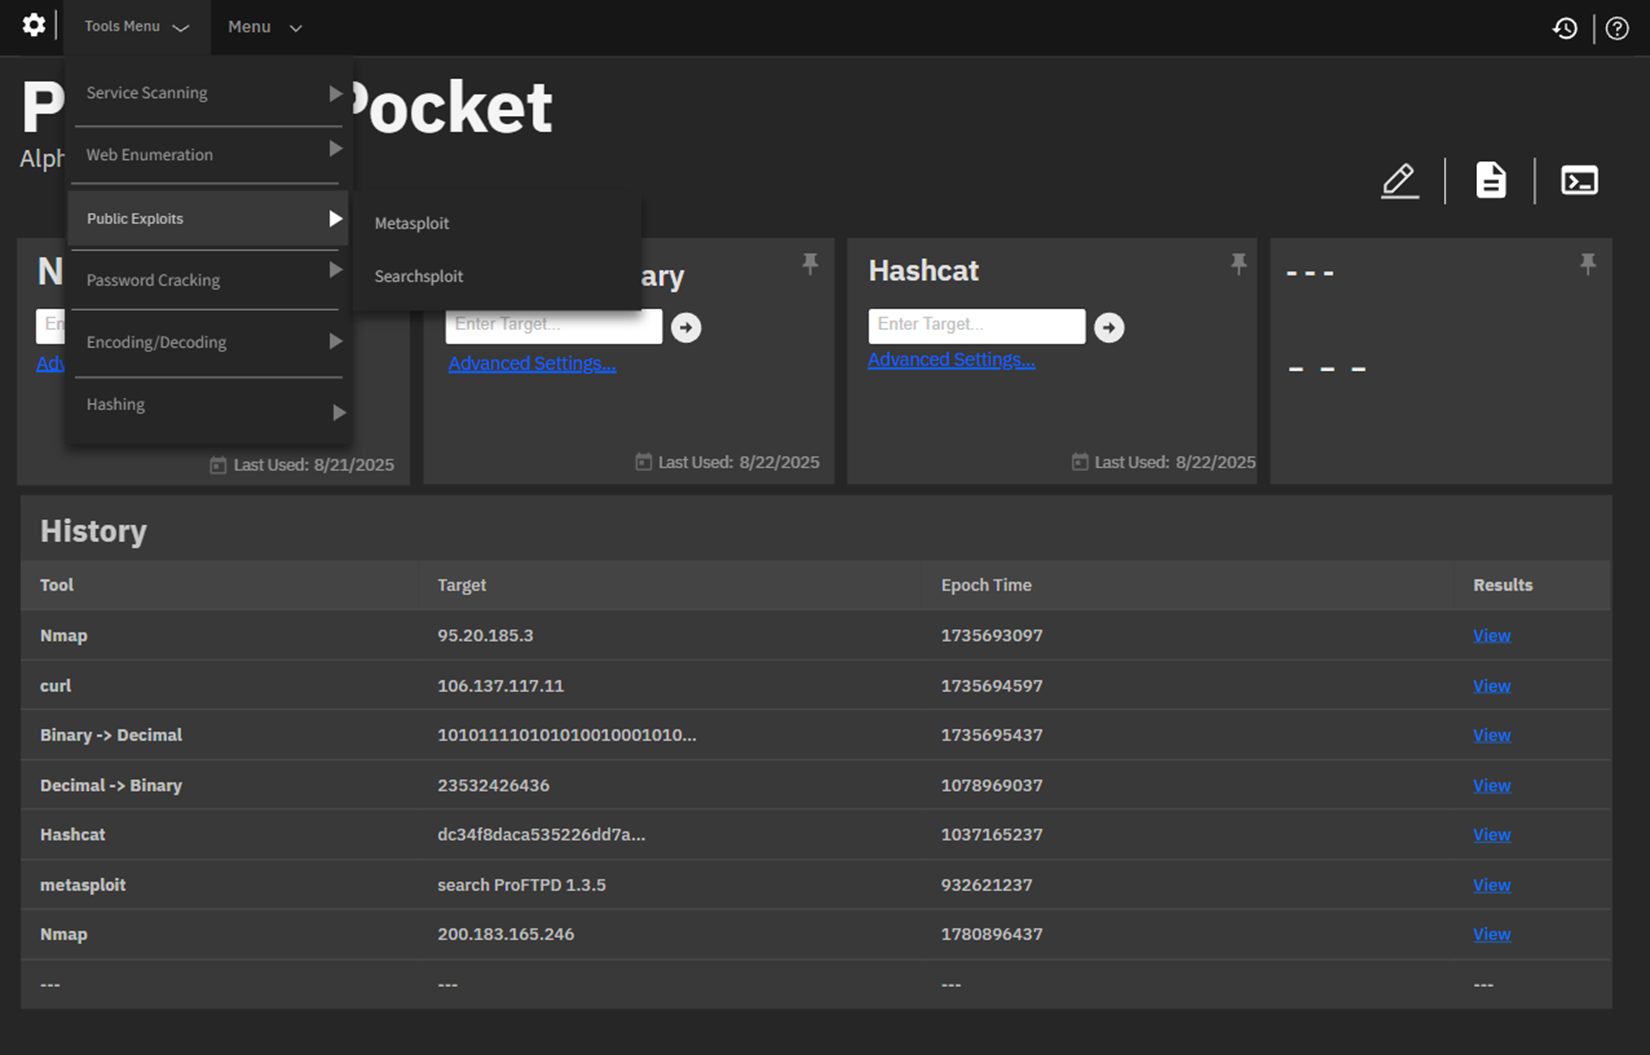 Tools Menu
Menu
P
Pocket
Alph
Service Scanning
Web Enumeration
Public Exploits
Password Cracking
Encoding/Decoding
Hashing
Metasploit
Searchsploit
N
En
Adv
Last Used: 8/21/2025
ary
Enter Target...
Advanced Settings...
Last Used: 8/22/2025
Hashcat
Enter Target...
Advanced Settings...
Last Used: 8/22/2025
---
- - -
History
Tool Target Epoch Time Results
Nmap 95.20.185.3 1735693097 View
curl 106.137.117.11 1735694597 View
Binary -> Decimal 101011110101010010001010... 1735695437 View
Decimal -> Binary 23532426436 1078969037 View
Hashcat dc34f8daca535226dd7a... 1037165237 View
metasploit search ProFTPD 1.3.5 932621237 View
Nmap 200.183.165.246 1780896437 View
--- --- --- ---